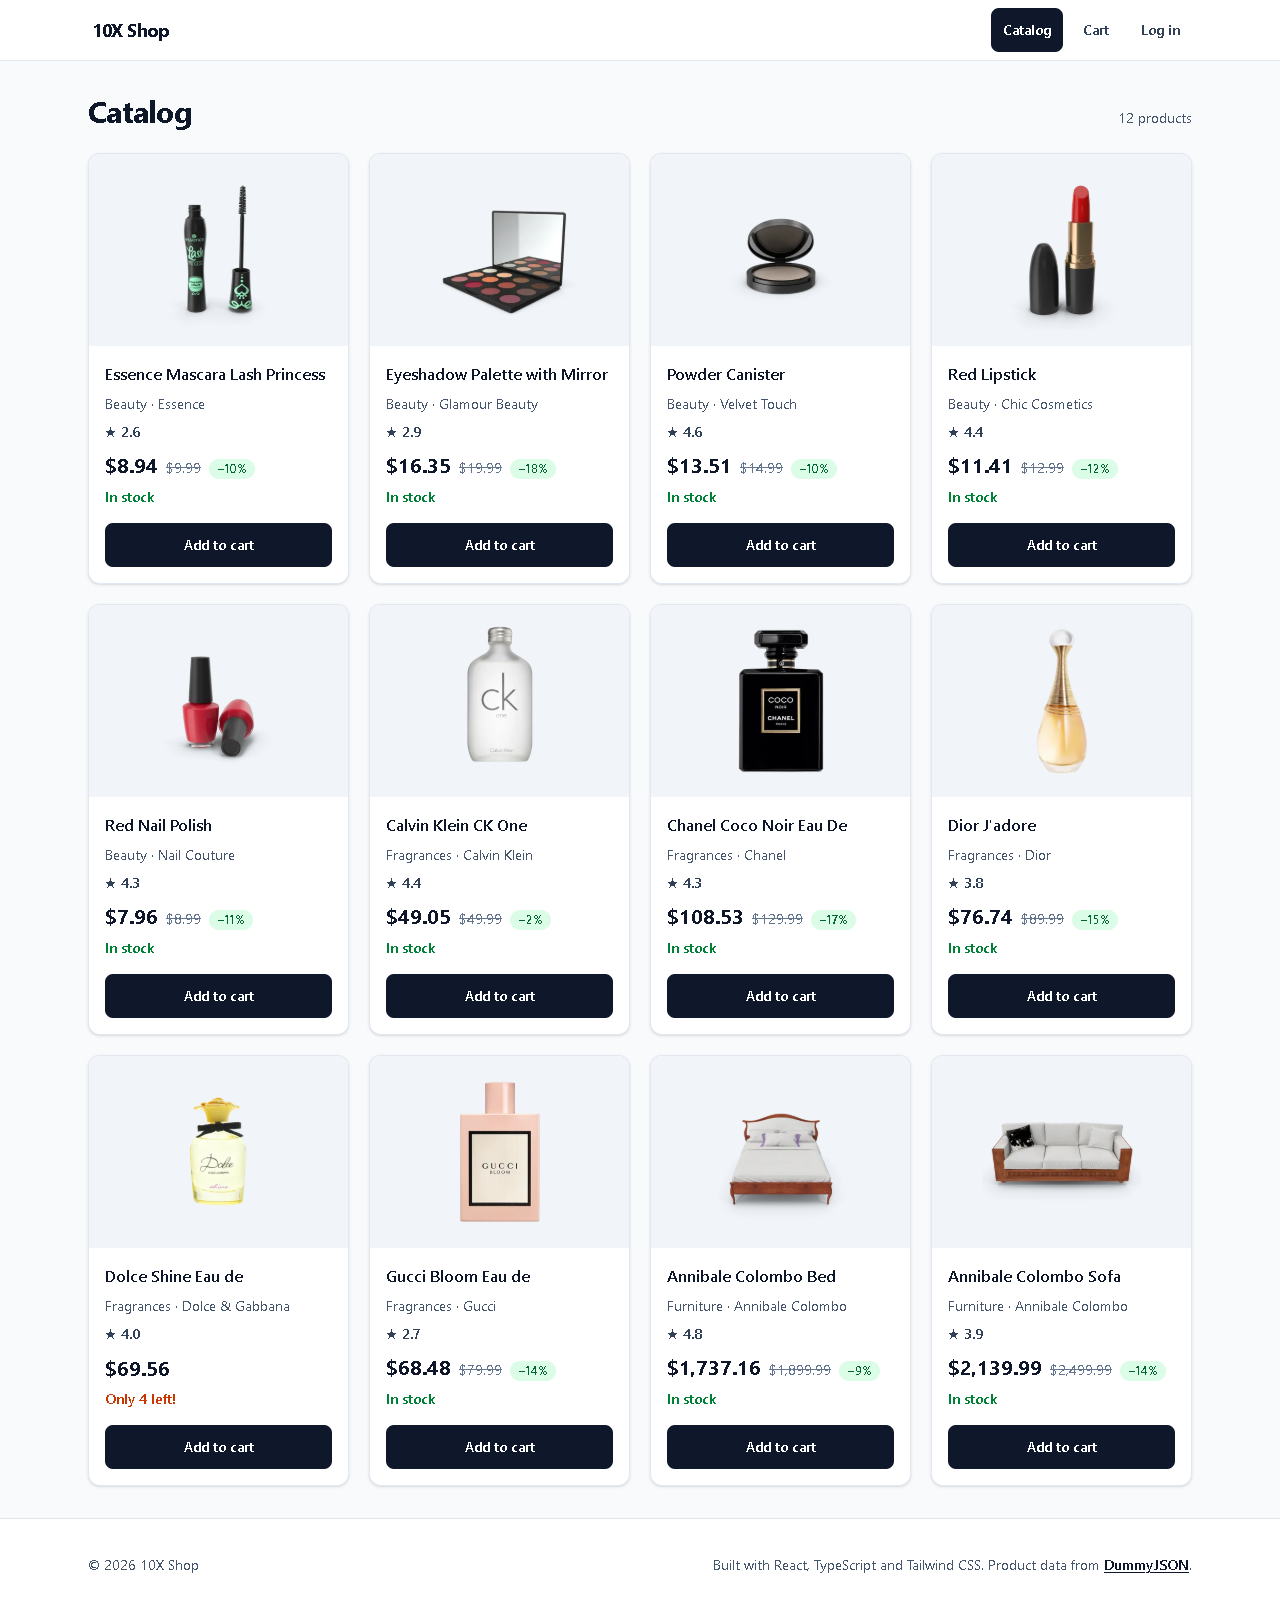 10X Shop
Catalog
Cart
Log in
Catalog
12 products
Essence Mascara Lash Princess
Beauty · Essence
★ 2.6
$8.94 $9.99 −10%
In stock
Add to cart
Eyeshadow Palette with Mirror
Beauty · Glamour Beauty
★ 2.9
$16.35 $19.99 −18%
In stock
Add to cart
Powder Canister
Beauty · Velvet Touch
★ 4.6
$13.51 $14.99 −10%
In stock
Add to cart
Red Lipstick
Beauty · Chic Cosmetics
★ 4.4
$11.41 $12.99 −12%
In stock
Add to cart
Red Nail Polish
Beauty · Nail Couture
★ 4.3
$7.96 $8.99 −11%
In stock
Add to cart
ck
one
Calvin Klein CK One
Fragrances · Calvin Klein
★ 4.4
$49.05 $49.99 −2%
In stock
Add to cart
COCO
NOIR
CHANEL
Chanel Coco Noir Eau De
Fragrances · Chanel
★ 4.3
$108.53 $129.99 −17%
In stock
Add to cart
Dior J'adore
Fragrances · Dior
★ 3.8
$76.74 $89.99 −15%
In stock
Add to cart
Dolce
Dolce Shine Eau de
Fragrances · Dolce & Gabbana
★ 4.0
$69.56
Only 4 left!
Add to cart
GUCCI
BLOOM
Gucci Bloom Eau de
Fragrances · Gucci
★ 2.7
$68.48 $79.99 −14%
In stock
Add to cart
Annibale Colombo Bed
Furniture · Annibale Colombo
★ 4.8
$1,737.16 $1,899.99 −9%
In stock
Add to cart
Annibale Colombo Sofa
Furniture · Annibale Colombo
★ 3.9
$2,139.99 $2,499.99 −14%
In stock
Add to cart
© 2026 10X Shop
Built with React, TypeScript and Tailwind CSS. Product data from DummyJSON.